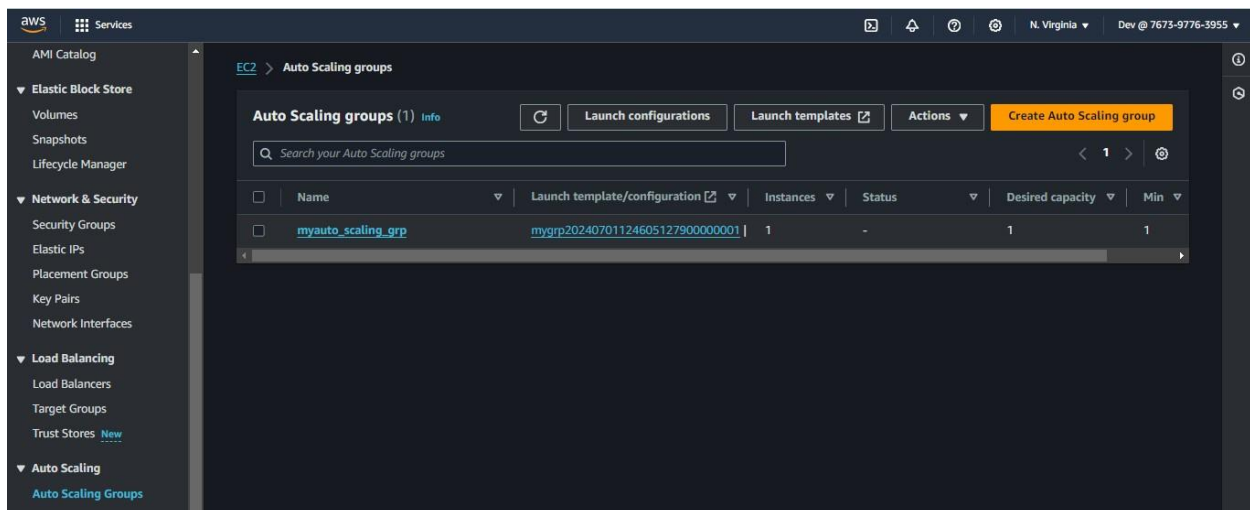 aws Services N. Virginia Dev @ 7673-9776-3955
AMI Catalog
Elastic Block Store
Volumes
Snapshots
Lifecycle Manager
Network & Security
Security Groups
Elastic IPs
Placement Groups
Key Pairs
Network Interfaces
Load Balancing
Load Balancers
Target Groups
Trust Stores New
Auto Scaling
Auto Scaling Groups
EC2 > Auto Scaling groups
Auto Scaling groups (1) Info Launch configurations Launch templates Actions Create Auto Scaling group
Search your Auto Scaling groups 1
Name Launch template/configuration Instances Status Desired capacity Min
myauto_scaling_grp mygrp20240701124605127900000001 | 1 - 1 1